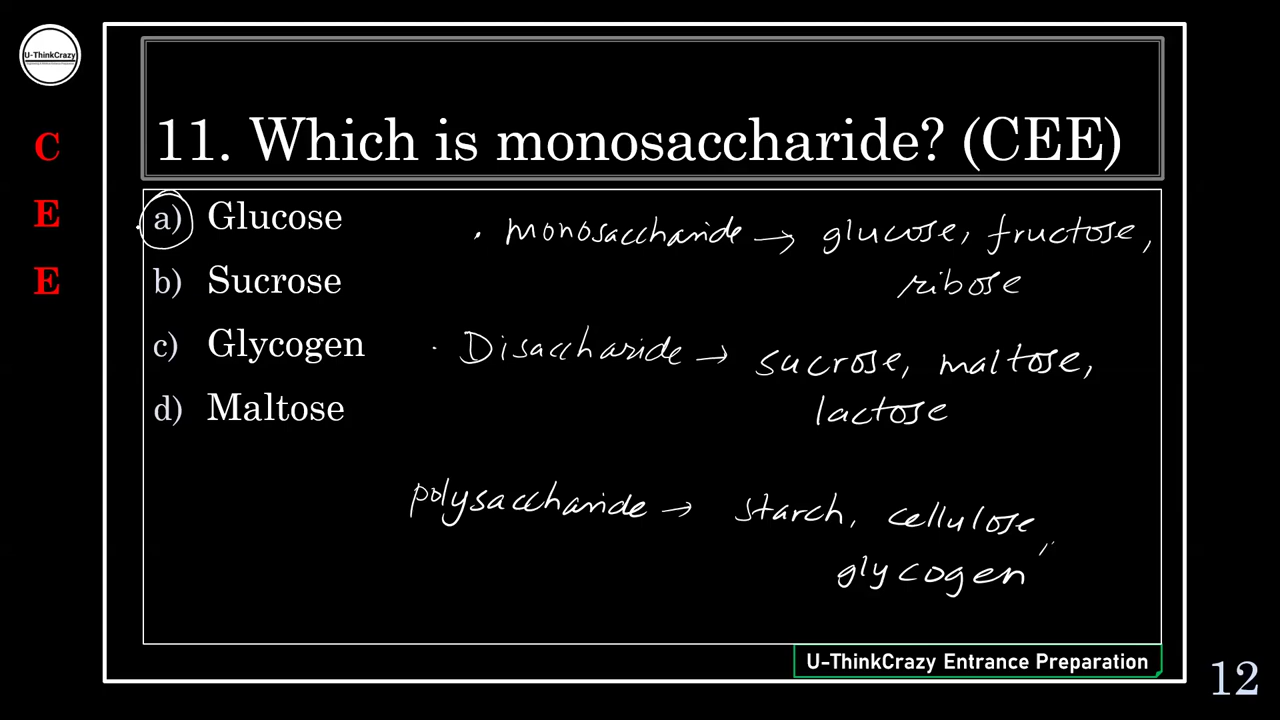 U-ThinkCrazy
C
E
E
11. Which is monosaccharide? (CEE)
a) Glucose
b) Sucrose
c) Glycogen
d) Maltose
· monosaccharide → glucose, fructose,
ribose
· Disaccharide → sucrose, maltose,
lactose
polysaccharide → starch, cellulose,
glycogen
U-ThinkCrazy Entrance Preparation
12